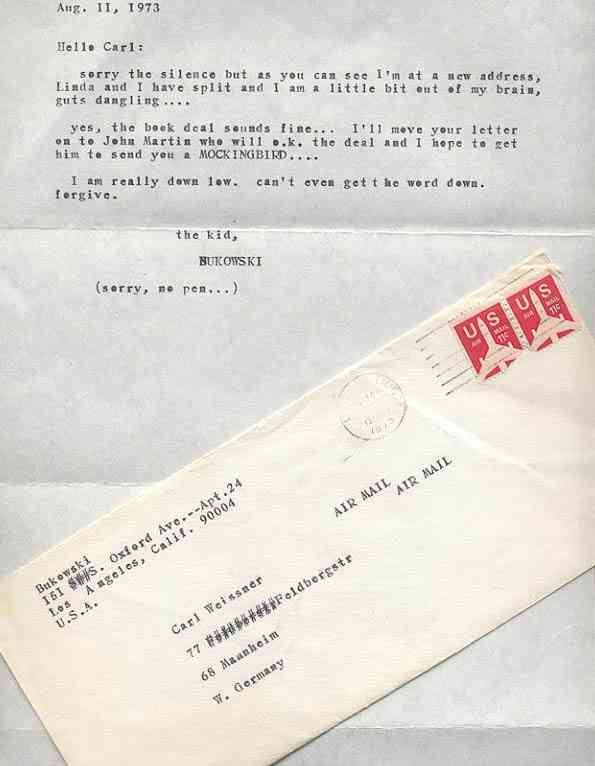 Aug. 11, 1973
Hello Carl:
sorry the silence but as you can see I'm at a new address,
Linda and I have split and I am a little bit out of my brain,
guts dangling....
yes, the book deal sounds fine... I'll move your letter
on to John Martin who will o.k. the deal and I hope to get
him to send you a MOCKINGBIRD....
I am really down low. can't even get the word down.
forgive.
the kid,
BUKOWSKI
(sorry, no pen...)
US AIR MAIL 11c
US AIR MAIL 11c
AIR MAIL
AIR MAIL
Bukowski
151 S. Oxford Ave.--Apt.24
Los Angeles, Calif. 90004
U.S.A.
Carl Weissner
77 Feldbergstr
68 Mannheim
W. Germany